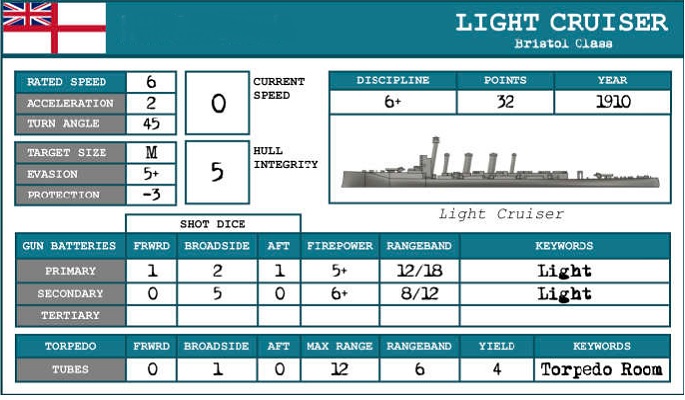 LIGHT CRUISER
Bristol Class
RATED SPEED 6
ACCELERATION 2
TURN ANGLE 45
0 CURRENT SPEED
DISCIPLINE POINTS YEAR
6+ 32 1910
TARGET SIZE M
EVASION 5+
PROTECTION -3
5 HULL INTEGRITY
Light Cruiser
SHOT DICE
GUN BATTERIES FRWRD BROADSIDE AFT FIREPOWER RANGEBAND KEYWORDS
PRIMARY 1 2 1 5+ 12/18 Light
SECONDARY 0 5 0 6+ 8/12 Light
TERTIARY
TORPEDO FRWRD BROADSIDE AFT MAX RANGE RANGEBAND YIELD KEYWORDS
TUBES 0 1 0 12 6 4 Torpedo Room